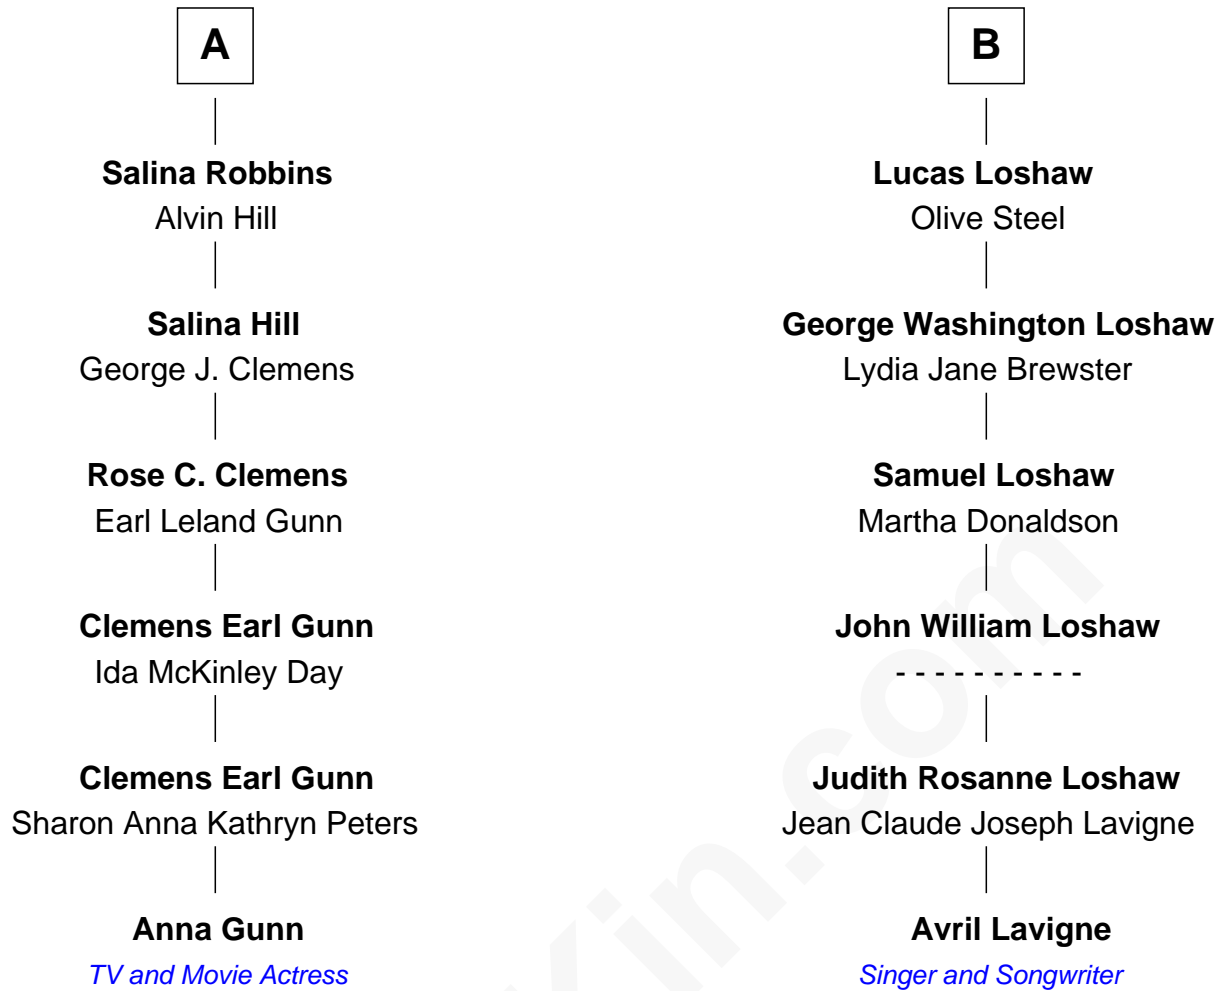 A
Salina Robbins
Alvin Hill
Salina Hill
George J. Clemens
Rose C. Clemens
Earl Leland Gunn
Clemens Earl Gunn
Ida McKinley Day
Clemens Earl Gunn
Sharon Anna Kathryn Peters
Anna Gunn
TV and Movie Actress
B
Lucas Loshaw
Olive Steel
George Washington Loshaw
Lydia Jane Brewster
Samuel Loshaw
Martha Donaldson
John William Loshaw
- - - - - - - - - -
Judith Rosanne Loshaw
Jean Claude Joseph Lavigne
Avril Lavigne
Singer and Songwriter
Kin.com